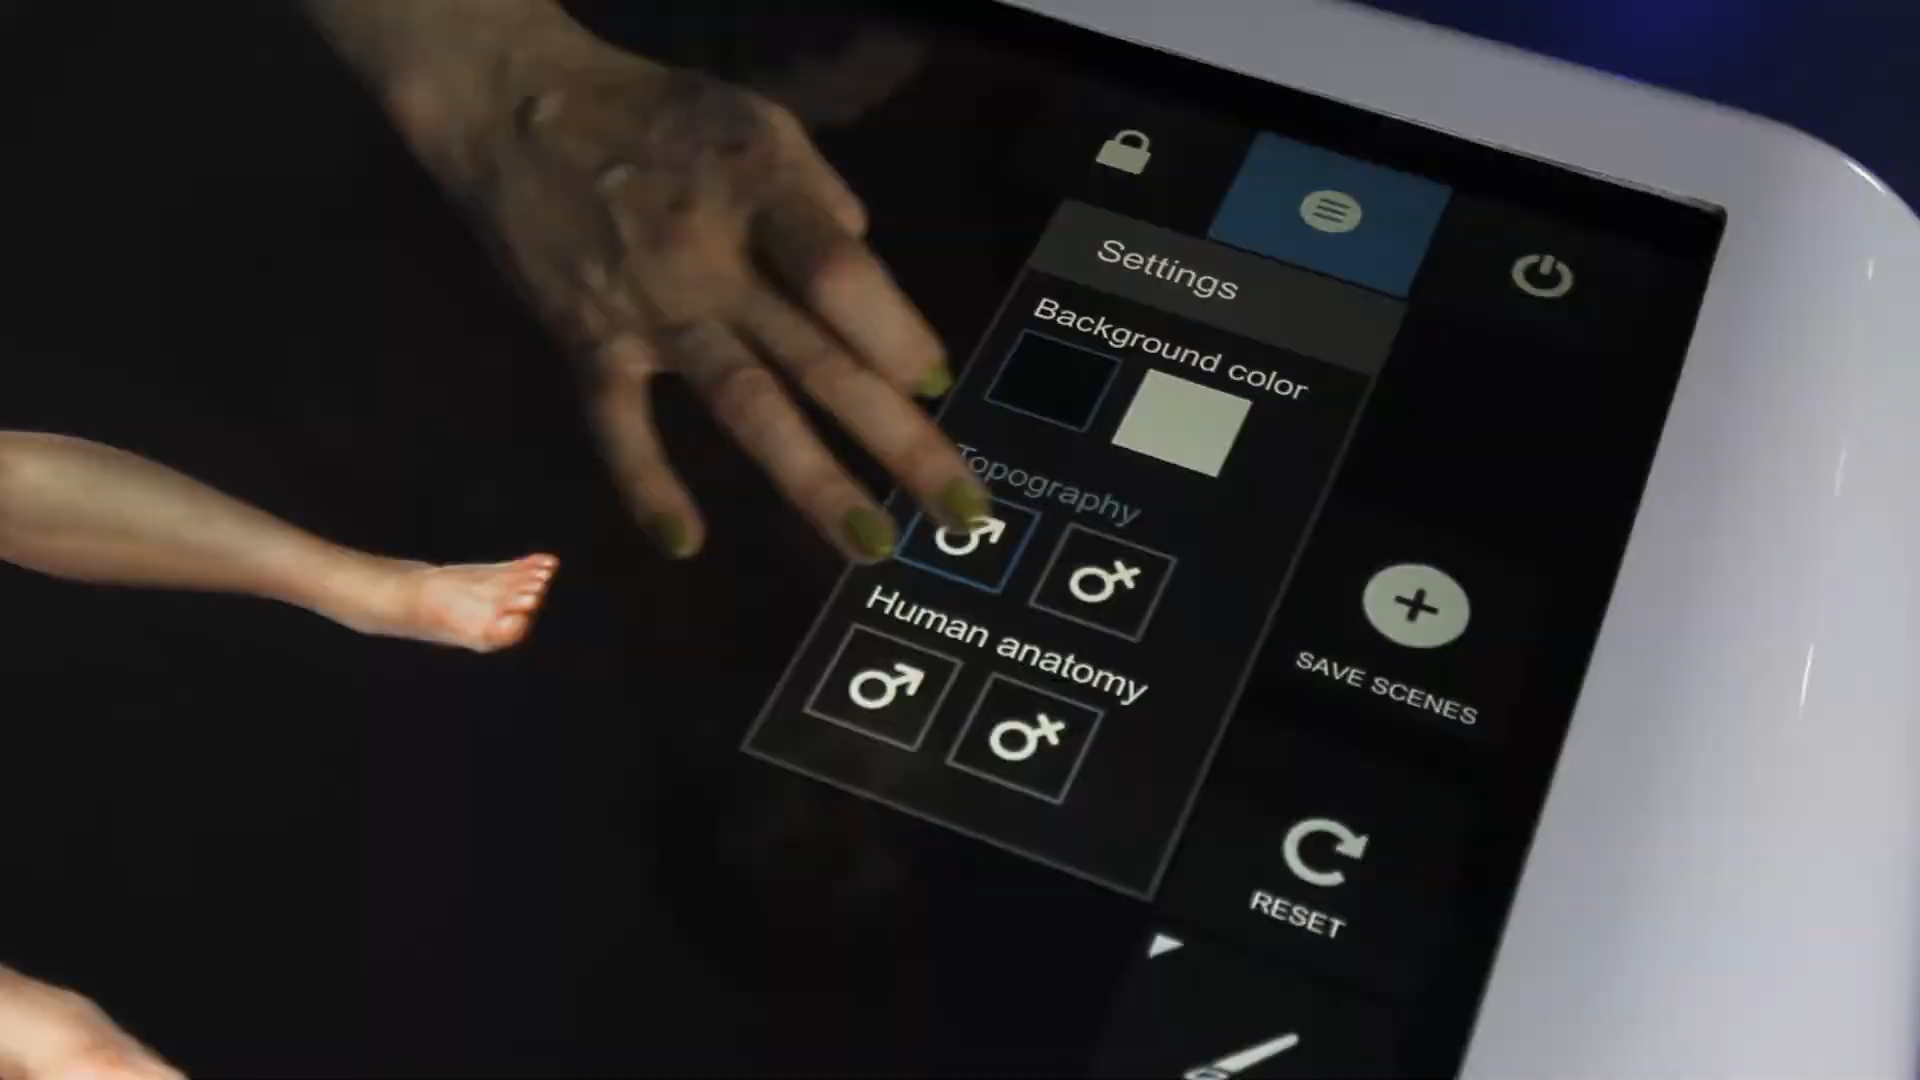 Settings
Background color
Topography
Human anatomy
SAVE SCENES
RESET